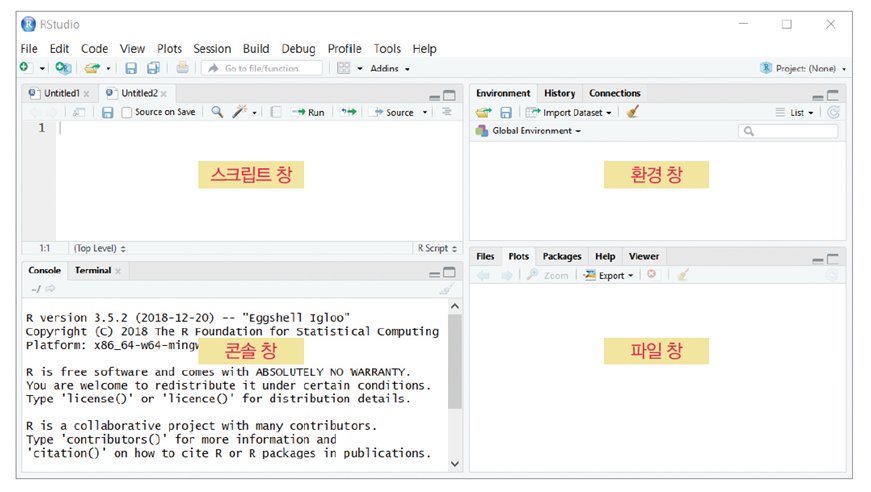 RStudio
File Edit Code View Plots Session Build Debug Profile Tools Help
Go to file/function Addins Project: (None)
Untitled1 Untitled2
Source on Save Run Source
1
스크립트 창
1:1 (Top Level) R Script
Console Terminal
~/
R version 3.5.2 (2018-12-20) -- "Eggshell Igloo"
Copyright (C) 2018 The R Foundation for Statistical Computing
Platform: x86_64-w64-mingw
콘솔 창
R is free software and comes with ABSOLUTELY NO WARRANTY.
You are welcome to redistribute it under certain conditions.
Type 'license()' or 'licence()' for distribution details.
R is a collaborative project with many contributors.
Type 'contributors()' for more information and
'citation()' on how to cite R or R packages in publications.
Environment History Connections
Import Dataset List
Global Environment
환경 창
Files Plots Packages Help Viewer
Zoom Export
파일 창